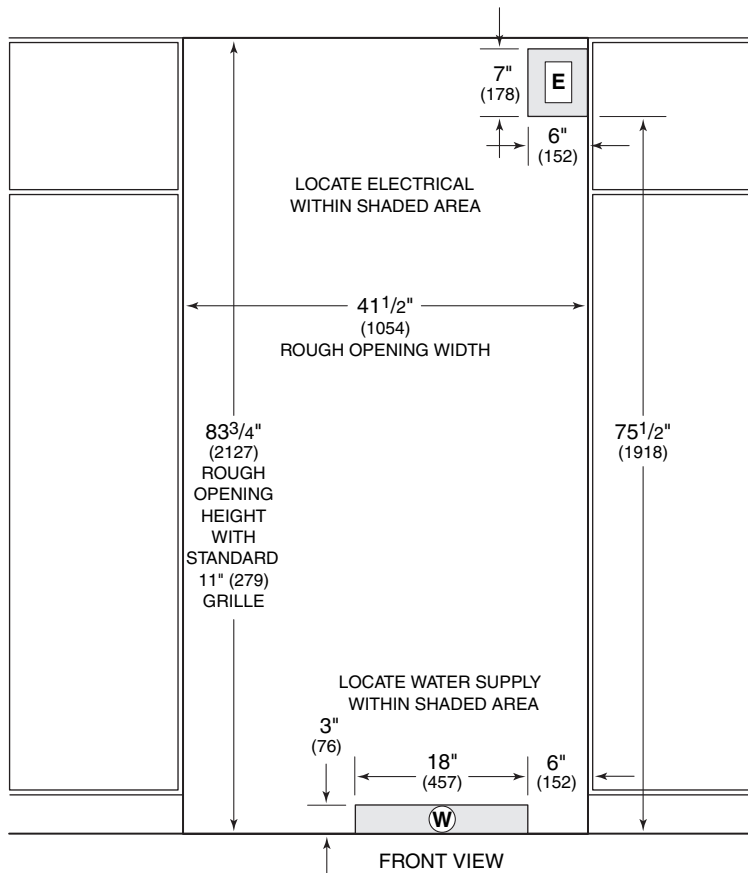 7"
(178)
E
6"
(152)
LOCATE ELECTRICAL
WITHIN SHADED AREA
41 1/2"
(1054)
ROUGH OPENING WIDTH
83 3/4"
(2127)
ROUGH
OPENING
HEIGHT
WITH
STANDARD
11" (279)
GRILLE
75 1/2"
(1918)
LOCATE WATER SUPPLY
WITHIN SHADED AREA
3"
(76)
18"
(457)
6"
(152)
W
FRONT VIEW